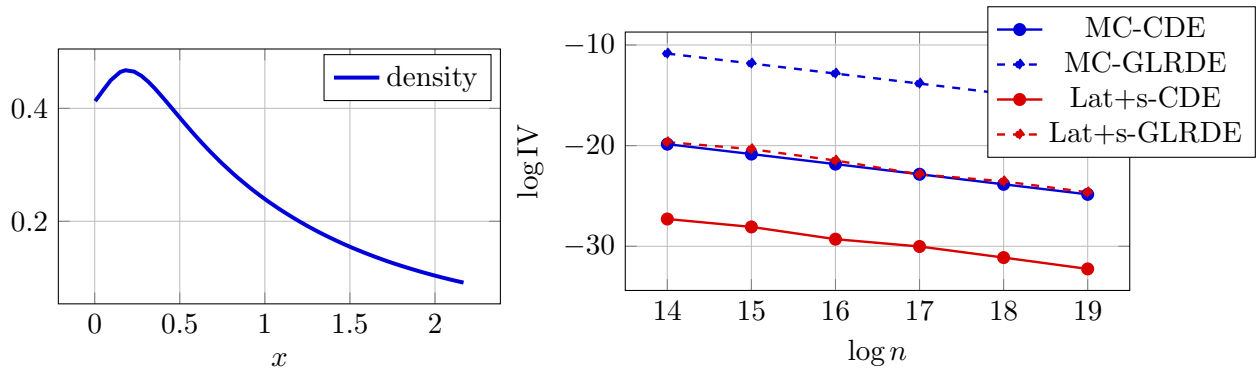 density
0.4
0.2
0
0.5
1
1.5
2
x
MC-CDE
MC-GLRDE
Lat+s-CDE
Lat+s-GLRDE
−10
−20
−30
log IV
14
15
16
17
18
19
log n